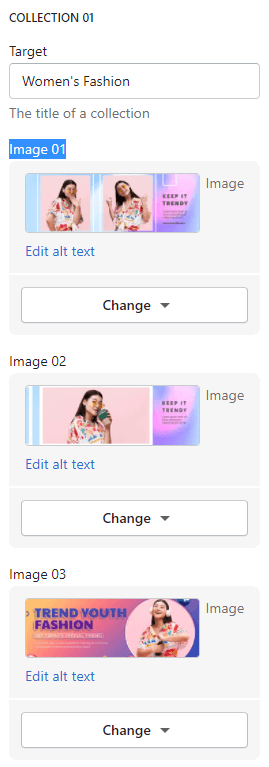 COLLECTION 01
Target
Women's Fashion
The title of a collection
Image 01
KEEP IT
TRENDY
Image
Edit alt text
Change
Image 02
KEEP IT
TRENDY
Image
Edit alt text
Change
Image 03
TREND YOUTH
FASHION
Image
Edit alt text
Change